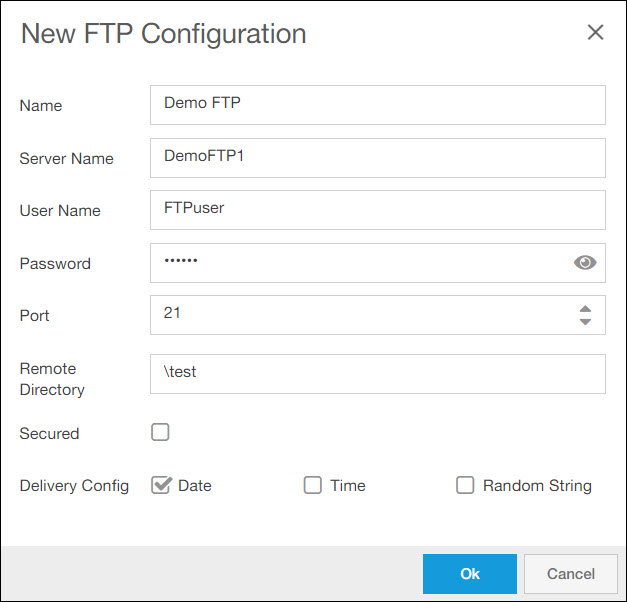 New FTP Configuration
Name
Demo FTP
Server Name
DemoFTP1
User Name
FTPuser
Password
••••••
Port
21
Remote
Directory
\test
Secured
Delivery Config
Date
Time
Random String
Ok
Cancel